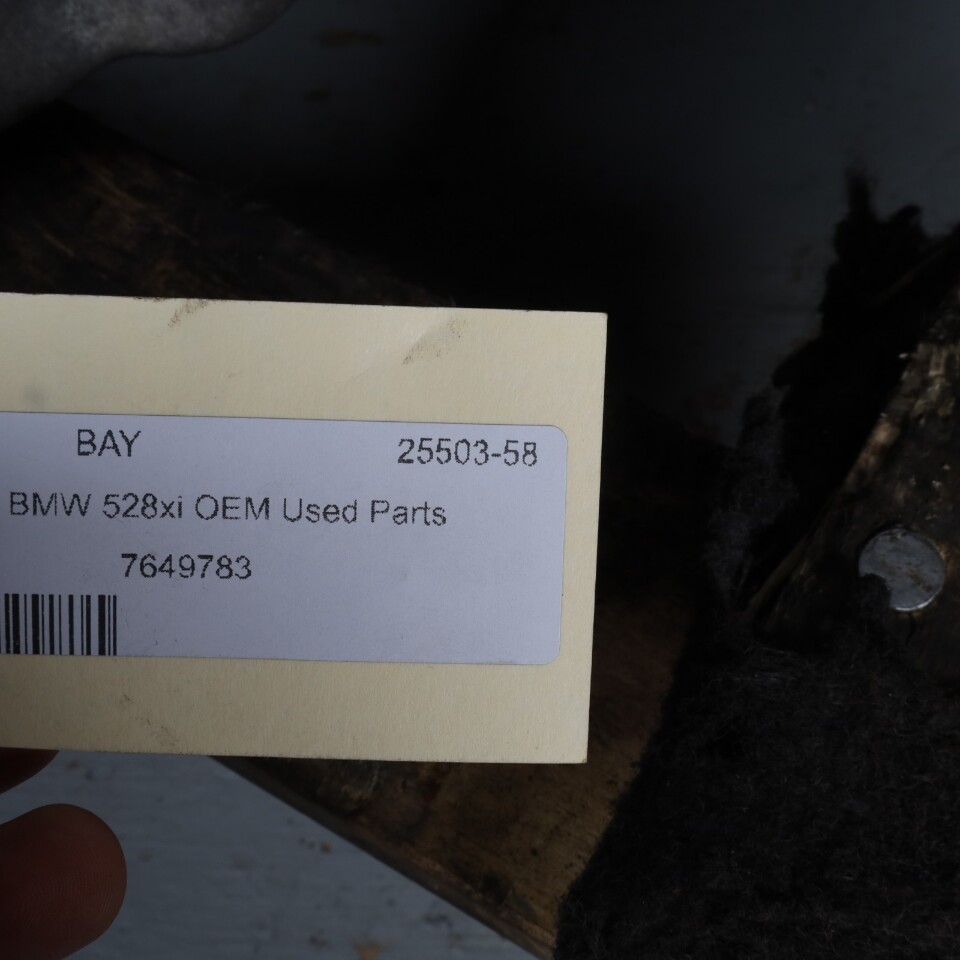 BAY 25503-58
BMW 528xi OEM Used Parts
7649783